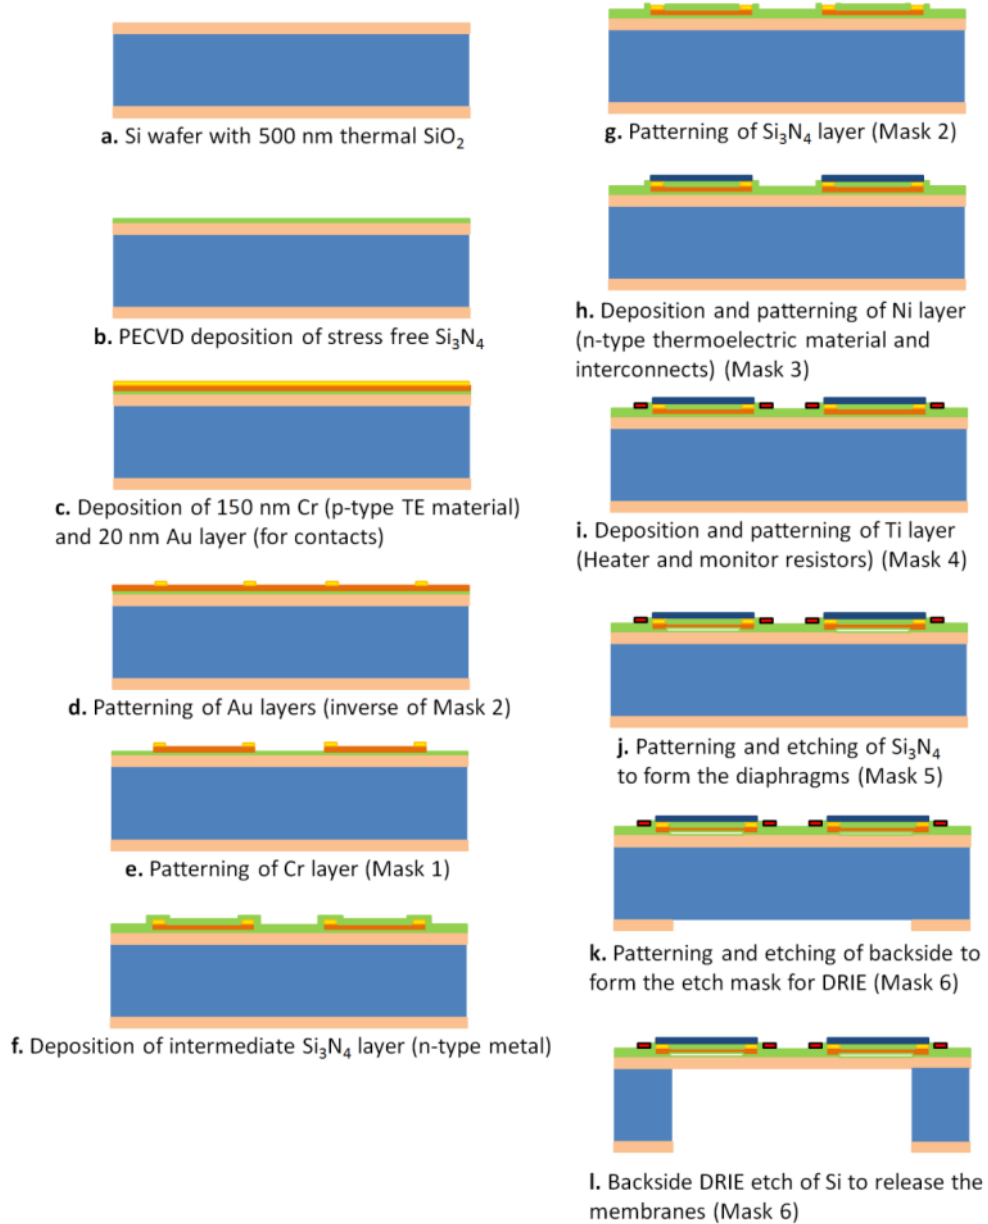 a. Si wafer with 500 nm thermal SiO₂
b. PECVD deposition of stress free Si₃N₄
c. Deposition of 150 nm Cr (p-type TE material)
and 20 nm Au layer (for contacts)
d. Patterning of Au layers (inverse of Mask 2)
e. Patterning of Cr layer (Mask 1)
f. Deposition of intermediate Si₃N₄ layer (n-type metal)
g. Patterning of Si₃N₄ layer (Mask 2)
h. Deposition and patterning of Ni layer
(n-type thermoelectric material and
interconnects) (Mask 3)
i. Deposition and patterning of Ti layer
(Heater and monitor resistors) (Mask 4)
j. Patterning and etching of Si₃N₄
to form the diaphragms (Mask 5)
k. Patterning and etching of backside to
form the etch mask for DRIE (Mask 6)
l. Backside DRIE etch of Si to release the
membranes (Mask 6)